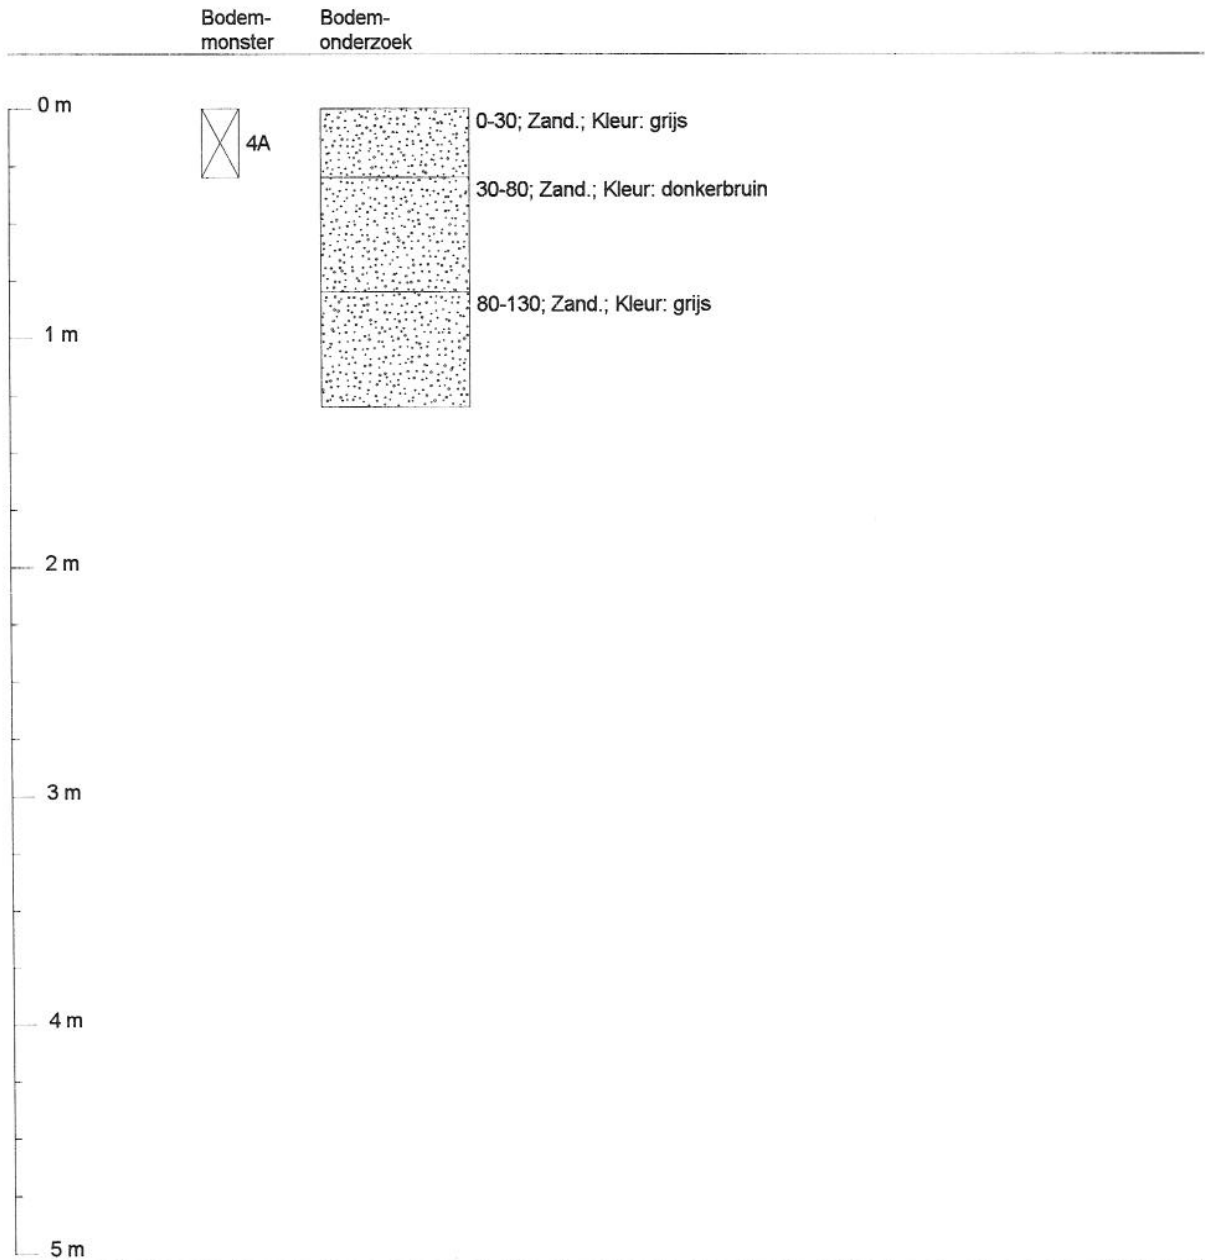 Bodem-
monster
Bodem-
onderzoek
0 m
4A
0-30; Zand.; Kleur: grijs
30-80; Zand.; Kleur: donkerbruin
80-130; Zand.; Kleur: grijs
1 m
2 m
3 m
4 m
5 m